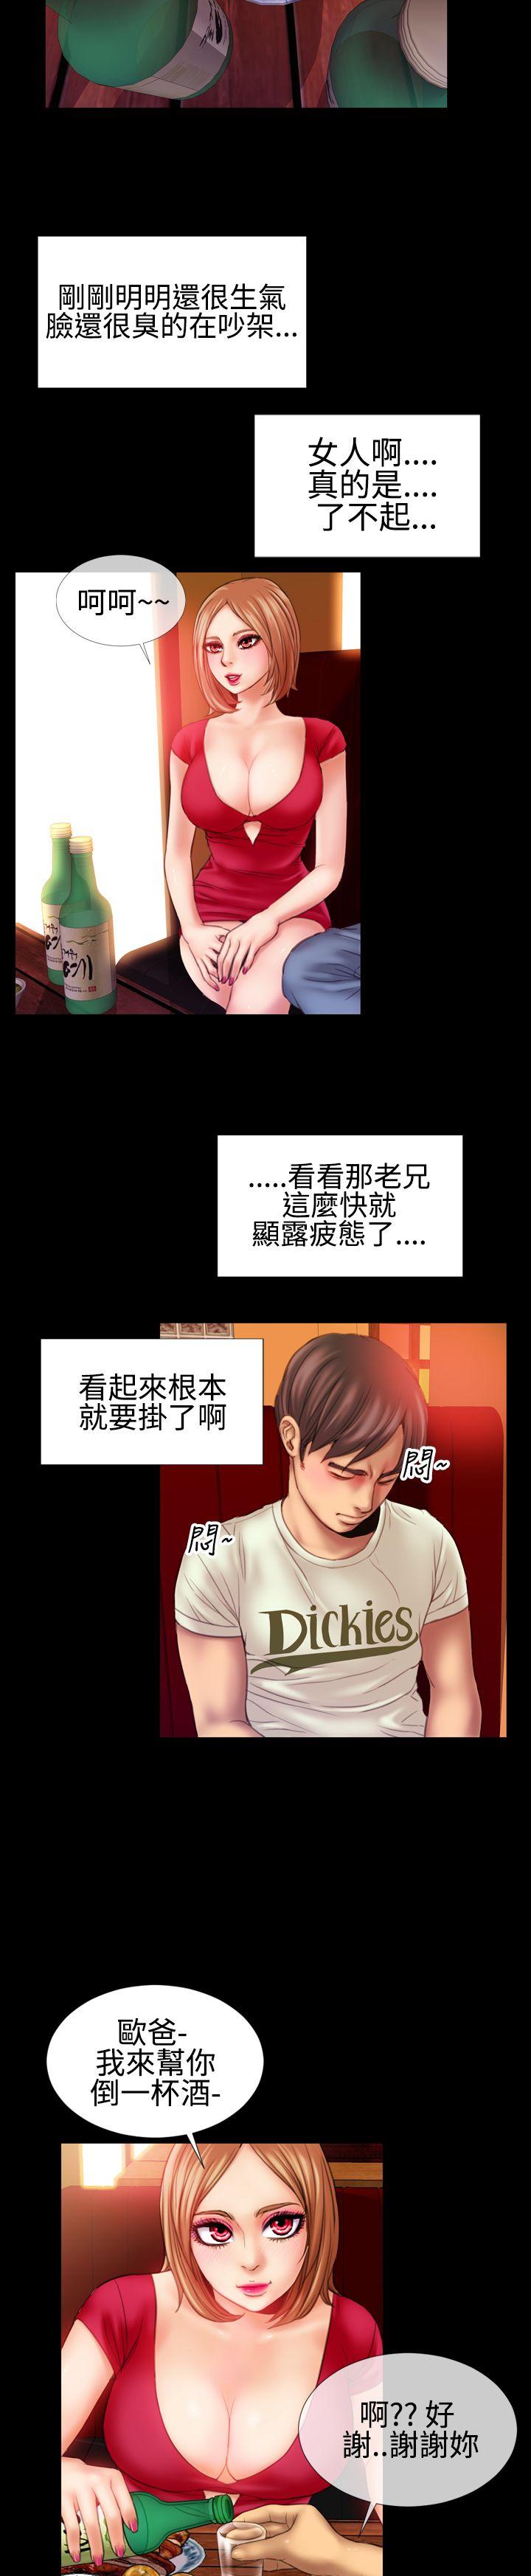 剛剛明明還很生氣
臉還很臭的在吵架...
女人啊....
真的是....
了不起...
呵呵~~
.....看看那老兄
這麼快就
顯露疲態了....
看起來根本
就要掛了啊
悶~
悶~
Dickies
歐爸-
我來幫你
倒一杯酒-
啊?? 好
謝..謝謝妳